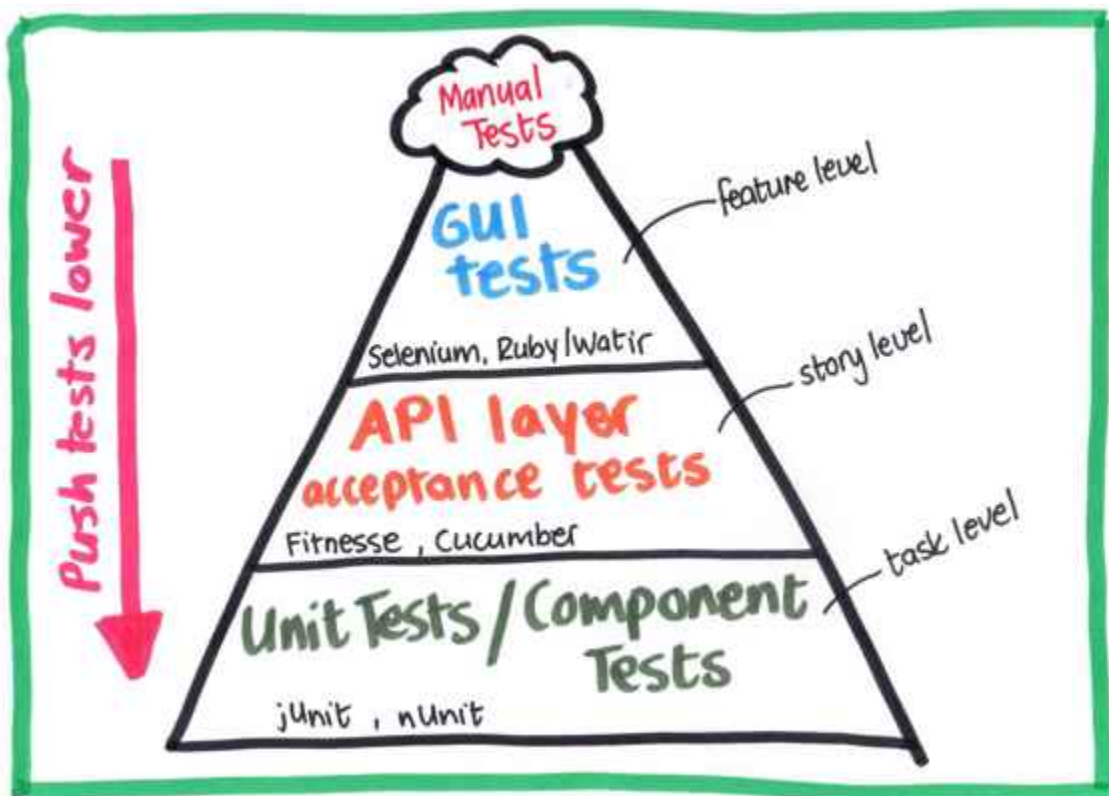 Manual
Tests
Push tests lower
GUI
tests
feature level
Selenium, Ruby/Watir
API layer
acceptance tests
story level
Fitnesse, Cucumber
Unit Tests / Component
Tests
task level
jUnit, nUnit